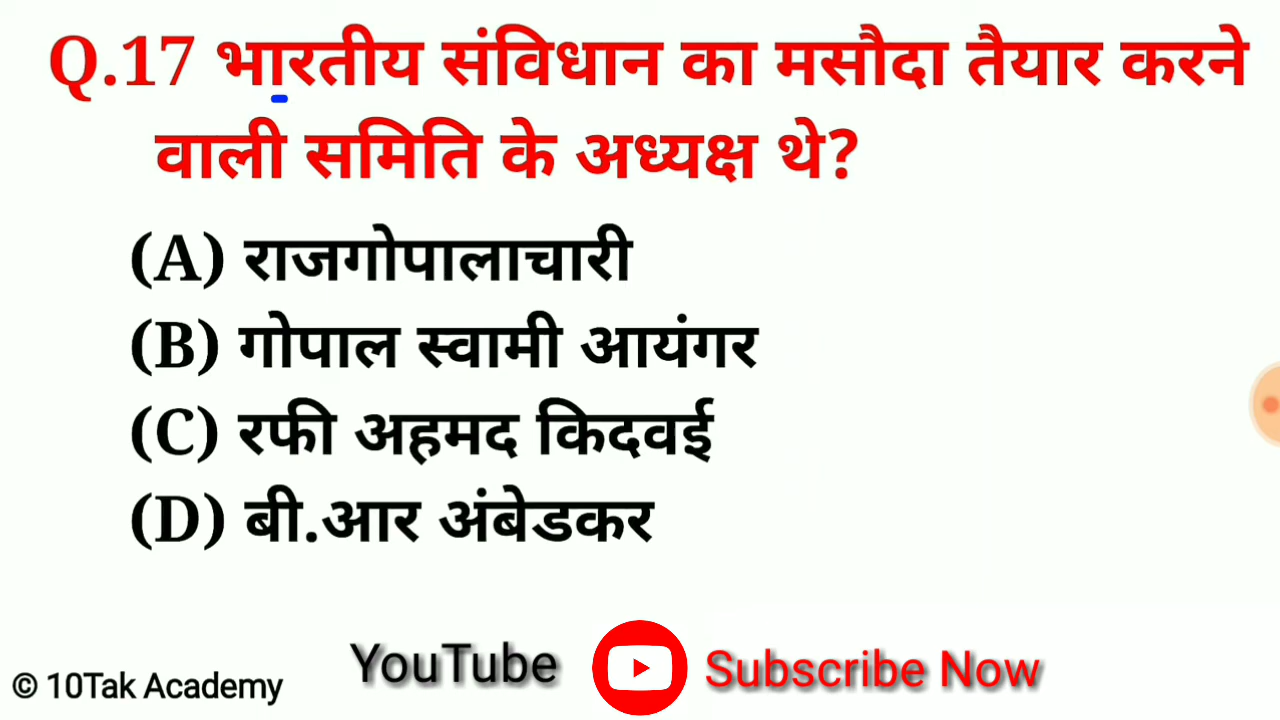 Q.17 भारतीय संविधान का मसौदा तैयार करने
वाली समिति के अध्यक्ष थे?
(A) राजगोपालाचारी
(B) गोपाल स्वामी आयंगर
(C) रफी अहमद किदवई
(D) बी.आर अंबेडकर
YouTube Subscribe Now
© 10Tak Academy